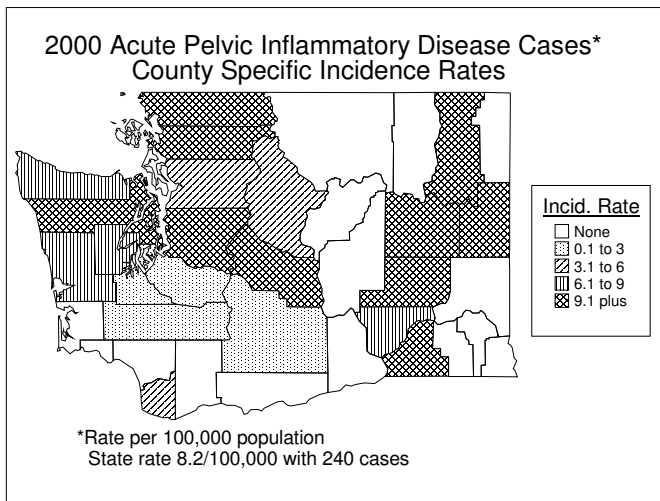 2000 Acute Pelvic Inflammatory Disease Cases*
County Specific Incidence Rates
Incid. Rate
None
0.1 to 3
3.1 to 6
6.1 to 9
9.1 plus
*Rate per 100,000 population
State rate 8.2/100,000 with 240 cases